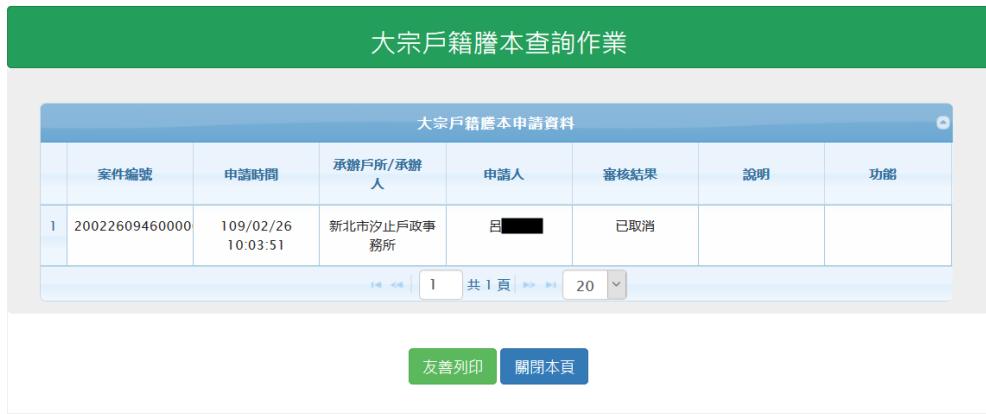 大宗戶籍謄本查詢作業
大宗戶籍謄本申請資料
案件編號 申請時間 承辦戶所/承辦人 申請人 審核結果 說明 功能
1 20022609460000 109/02/26 10:03:51 新北市汐止戶政事務所 呂 已取消
1 共 1 頁 20
友善列印 關閉本頁